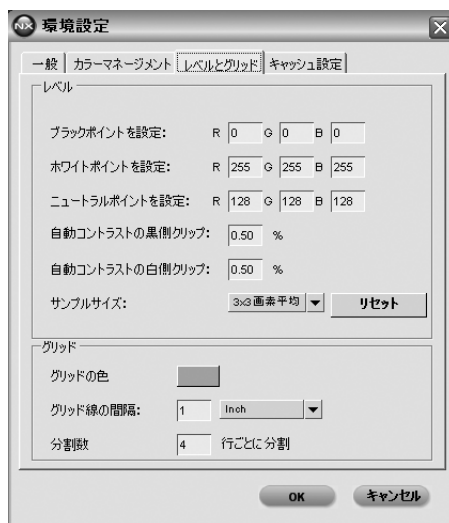 NX 環境設定
一般 カラーマネージメント レベルとグリッド キャッシュ設定
レベル
ブラックポイントを設定: R 0 G 0 B 0
ホワイトポイントを設定: R 255 G 255 B 255
ニュートラルポイントを設定: R 128 G 128 B 128
自動コントラストの黒側クリップ: 0.50 %
自動コントラストの白側クリップ: 0.50 %
サンプルサイズ: 3x3画素平均 リセット
グリッド
グリッドの色
グリッド線の間隔: 1 Inch
分割数 4 行ごとに分割
OK キャンセル